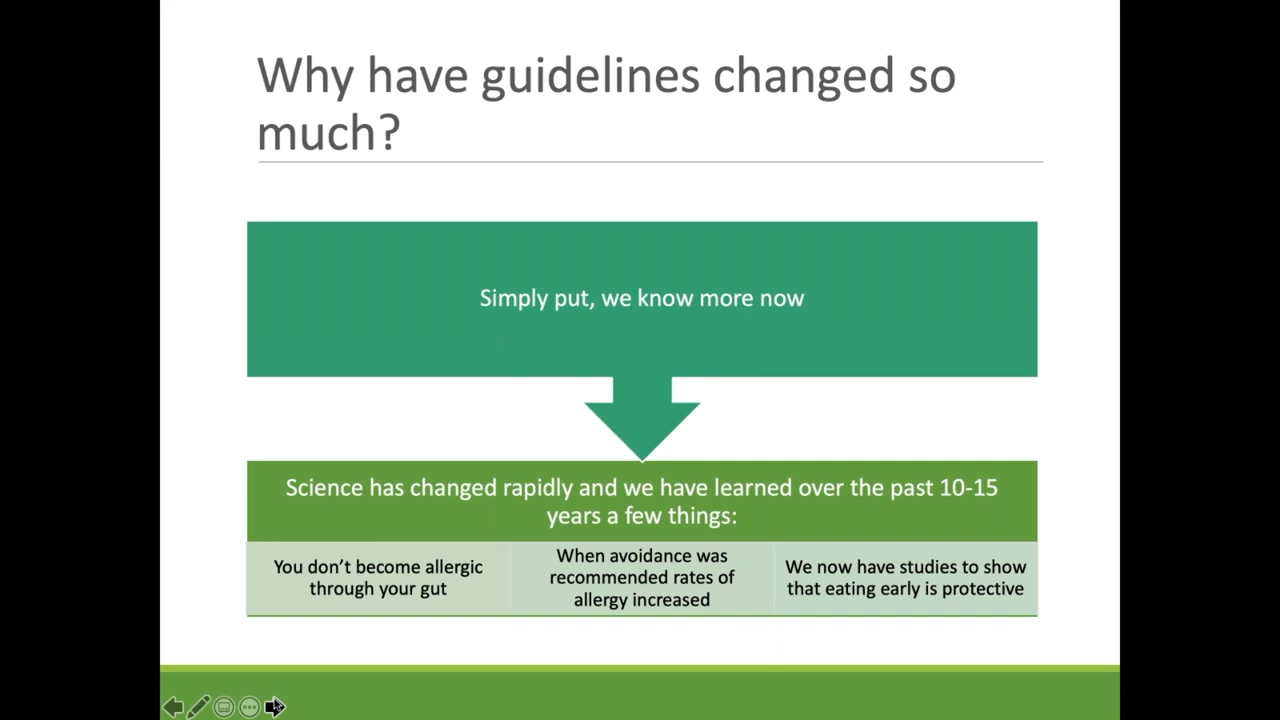 Why have guidelines changed so
much?
Simply put, we know more now
Science has changed rapidly and we have learned over the past 10-15
years a few things:
You don’t become allergic
through your gut
When avoidance was
recommended rates of
allergy increased
We now have studies to show
that eating early is protective